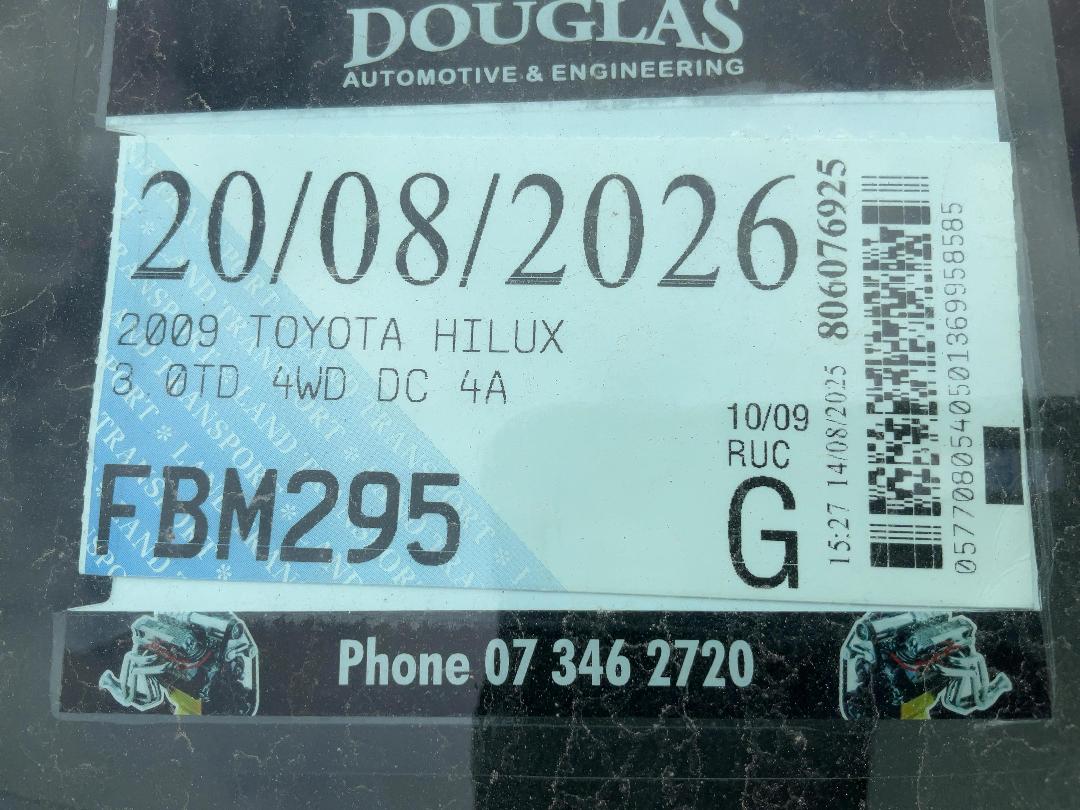 DOUGLAS
AUTOMOTIVE & ENGINEERING
20/08/2026
2009 TOYOTA HILUX
3.0TD 4WD DC 4A
FBM295
10/09
RUC
G
15:27 14/08/2025 8060776925
0577080540501369958585
Phone 07 346 2720